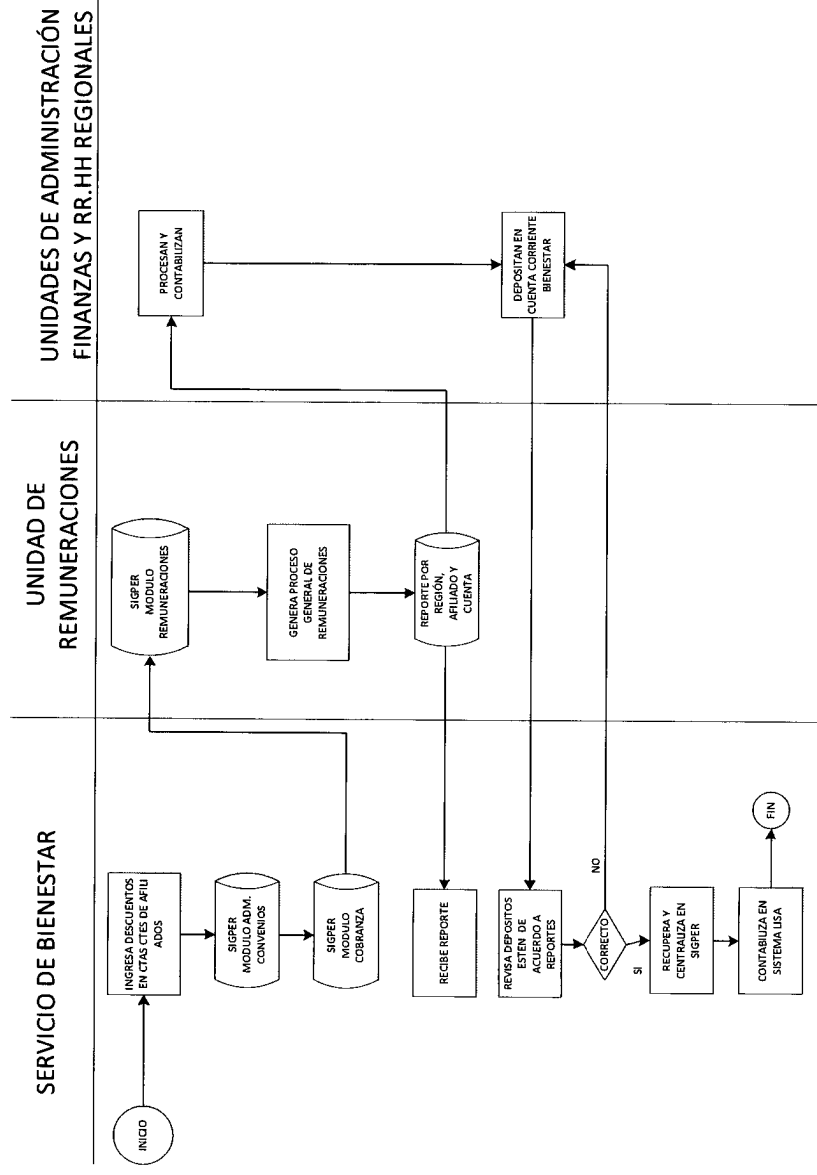 SERVICIO DE BIENESTAR
UNIDAD DE
REMUNERACIONES
UNIDADES DE ADMINISTRACIÓN
FINANZAS Y RR.HH REGIONALES
INICIO
INGRESA DESCUENTOS
EN CTAS CTES DE AFILI
ADOS
SIGPER
MODULO ADM.
CONVENIOS
SIGPER
MODULO
COBRANZA
SIGPER
MODULO
REMUNERACIONES
GENERA PROCESO
GENERAL DE
REMUNERACIONES
REPORTE POR
REGIÓN,
AFILIADO Y
CUENTA
PROCESAN Y
CONTABILIZAN
RECIBE REPORTE
DEPOSITAN EN
CUENTA CORRIENTE
BIENESTAR
REVISA DEPOSITOS
ESTÉN DE
ACUERDO A
REPORTES
CORRECTO
NO
SI
RECUPERA Y
CENTRALIZA EN
SIGPER
CONTABILIZA EN
SISTEMA LISA
FIN